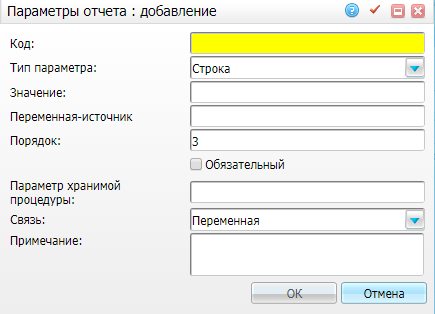 Параметры отчета : добавление
Код:
Тип параметра: Строка
Значение:
Переменная-источник
Порядок: 3
Обязательный
Параметр хранимой
процедуры:
Связь: Переменная
Примечание:
ОК Отмена